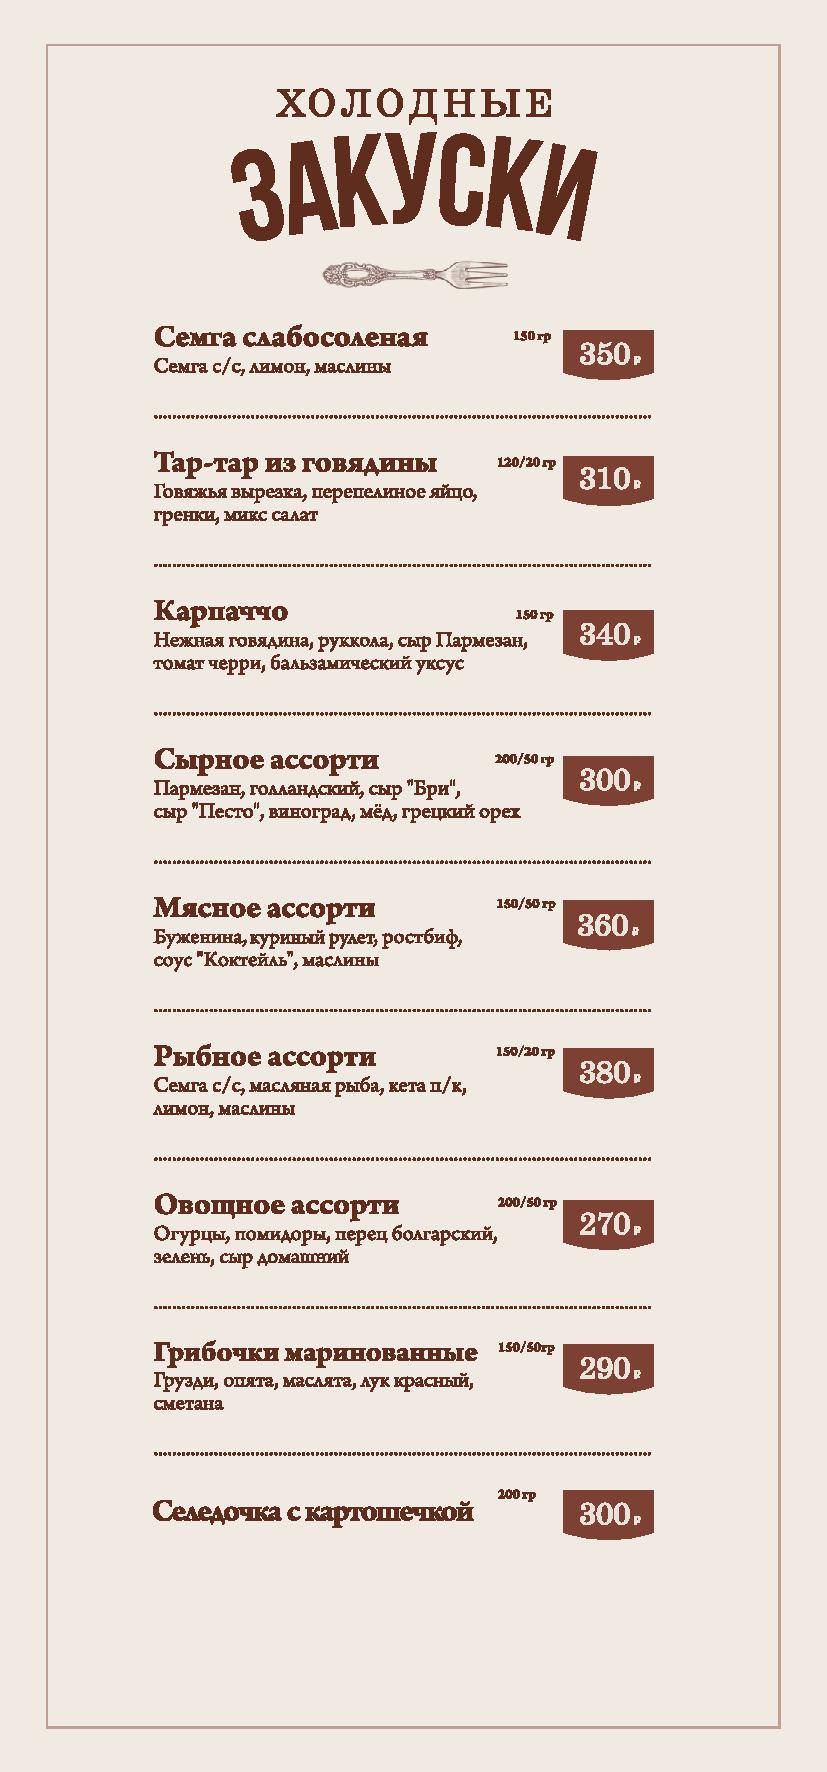 ХОЛОДНЫЕ
ЗАКУСКИ
Семга слабосоленая 150 гр 350 ₽
Семга с/с, лимон, маслины
Тар-тар из говядины 120/20 гр 310 ₽
Говяжья вырезка, перепелиное яйцо,
гренки, микс салат
Карпаччо 150 гр 340 ₽
Нежная говядина, руккола, сыр Пармезан,
томат черри, бальзамический уксус
Сырное ассорти 200/50 гр 300 ₽
Пармезан, голландский, сыр "Бри",
сыр "Песто", виноград, мёд, грецкий орех
Мясное ассорти 150/50 гр 360 ₽
Буженина, куриный рулет, ростбиф,
соус "Коктейль", маслины
Рыбное ассорти 150/20 гр 380 ₽
Семга с/с, масляная рыба, кета п/к,
лимон, маслины
Овощное ассорти 200/50 гр 270 ₽
Огурцы, помидоры, перец болгарский,
зелень, сыр домашний
Грибочки маринованные 150/50гр 290 ₽
Грузди, опята, маслята, лук красный,
сметана
Селедочка с картошечкой 200 гр 300 ₽